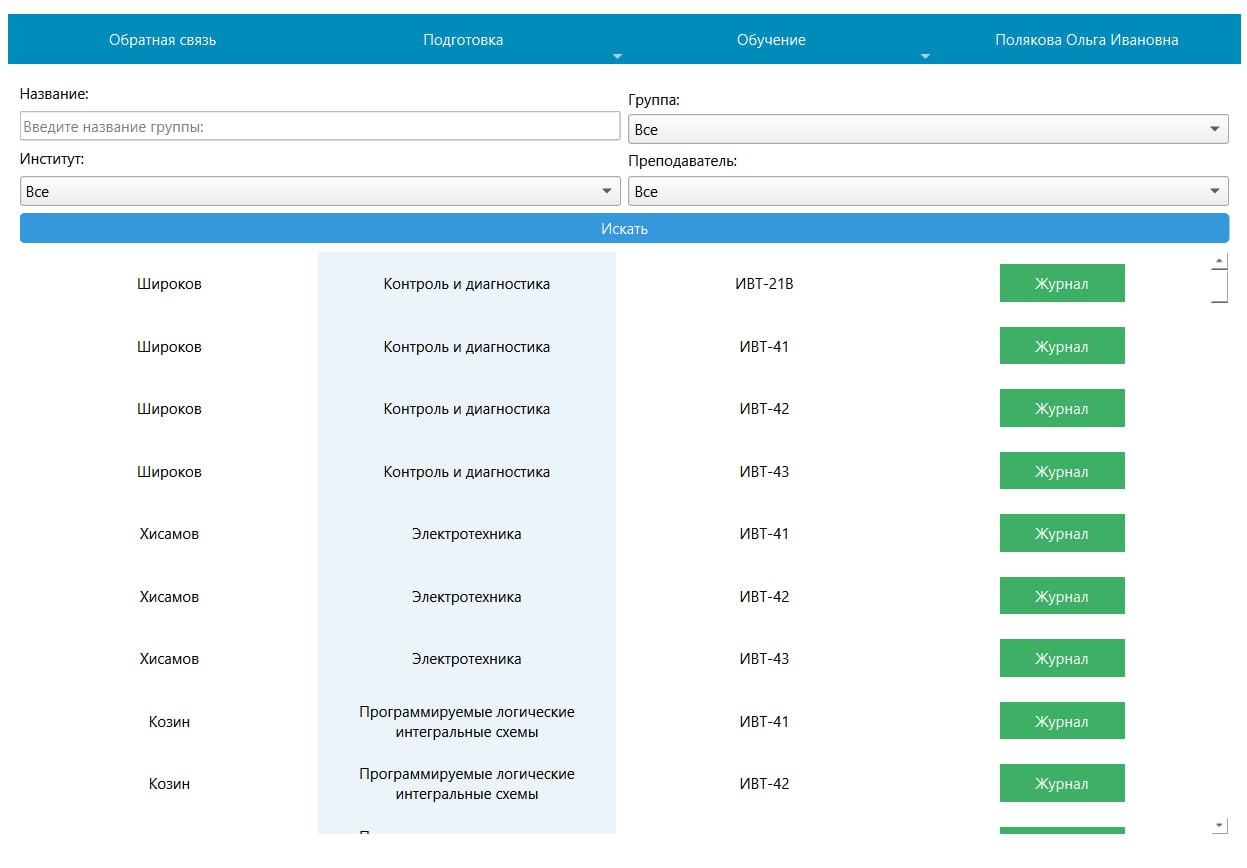 Обратная связь Подготовка Обучение Полякова Ольга Ивановна
Название:
Введите название группы:
Группа:
Все
Институт:
Все
Преподаватель:
Все
Искать
Широков Контроль и диагностика ИВТ-21В Журнал
Широков Контроль и диагностика ИВТ-41 Журнал
Широков Контроль и диагностика ИВТ-42 Журнал
Широков Контроль и диагностика ИВТ-43 Журнал
Хисамов Электротехника ИВТ-41 Журнал
Хисамов Электротехника ИВТ-42 Журнал
Хисамов Электротехника ИВТ-43 Журнал
Козин Программируемые логические интегральные схемы ИВТ-41 Журнал
Козин Программируемые логические интегральные схемы ИВТ-42 Журнал